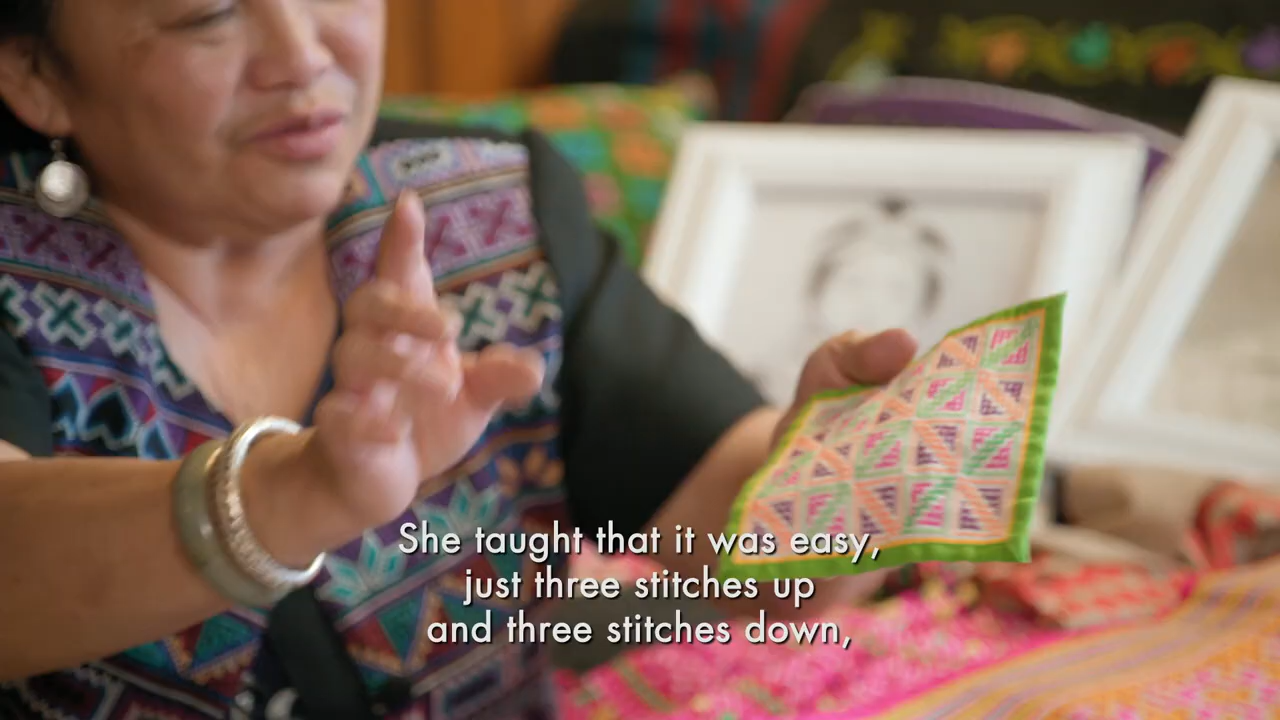 She taught that it was easy,
just three stitches up
and three stitches down,